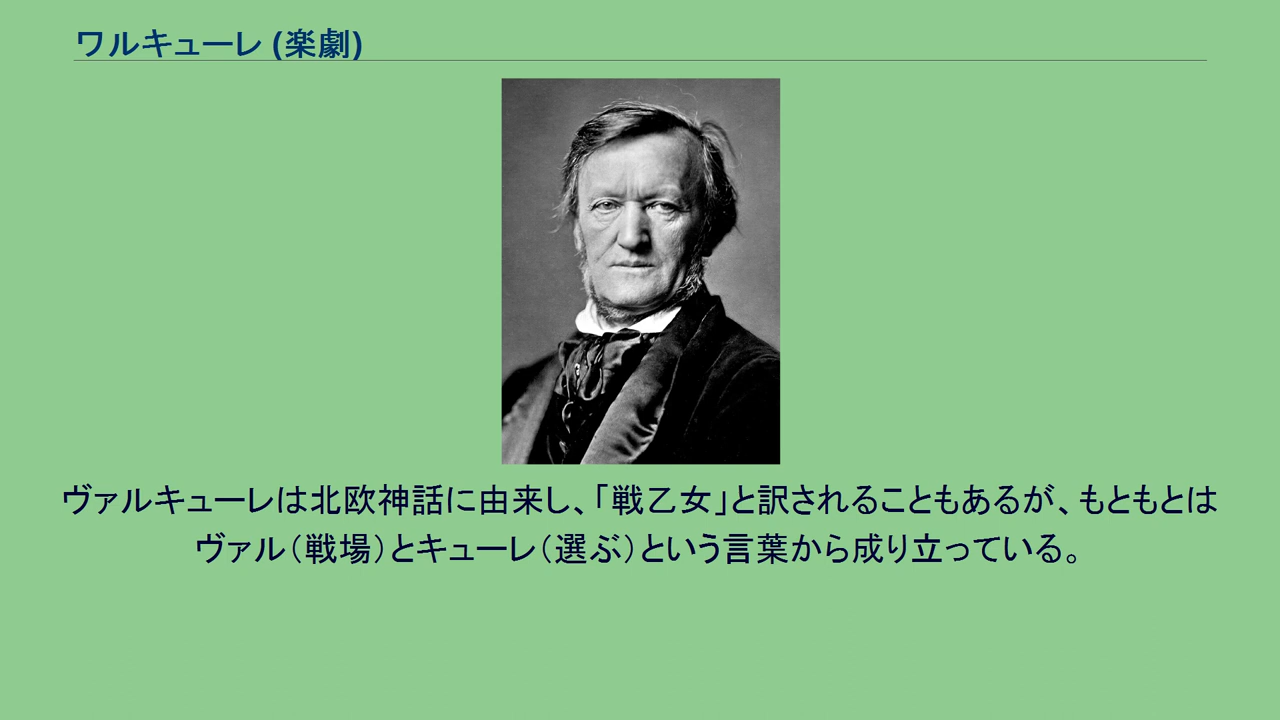 ワルキューレ (楽劇)
ヴァルキューレは北欧神話に由来し、「戦乙女」と訳されることもあるが、もともとは
ヴァル（戦場）とキューレ（選ぶ）という言葉から成り立っている。